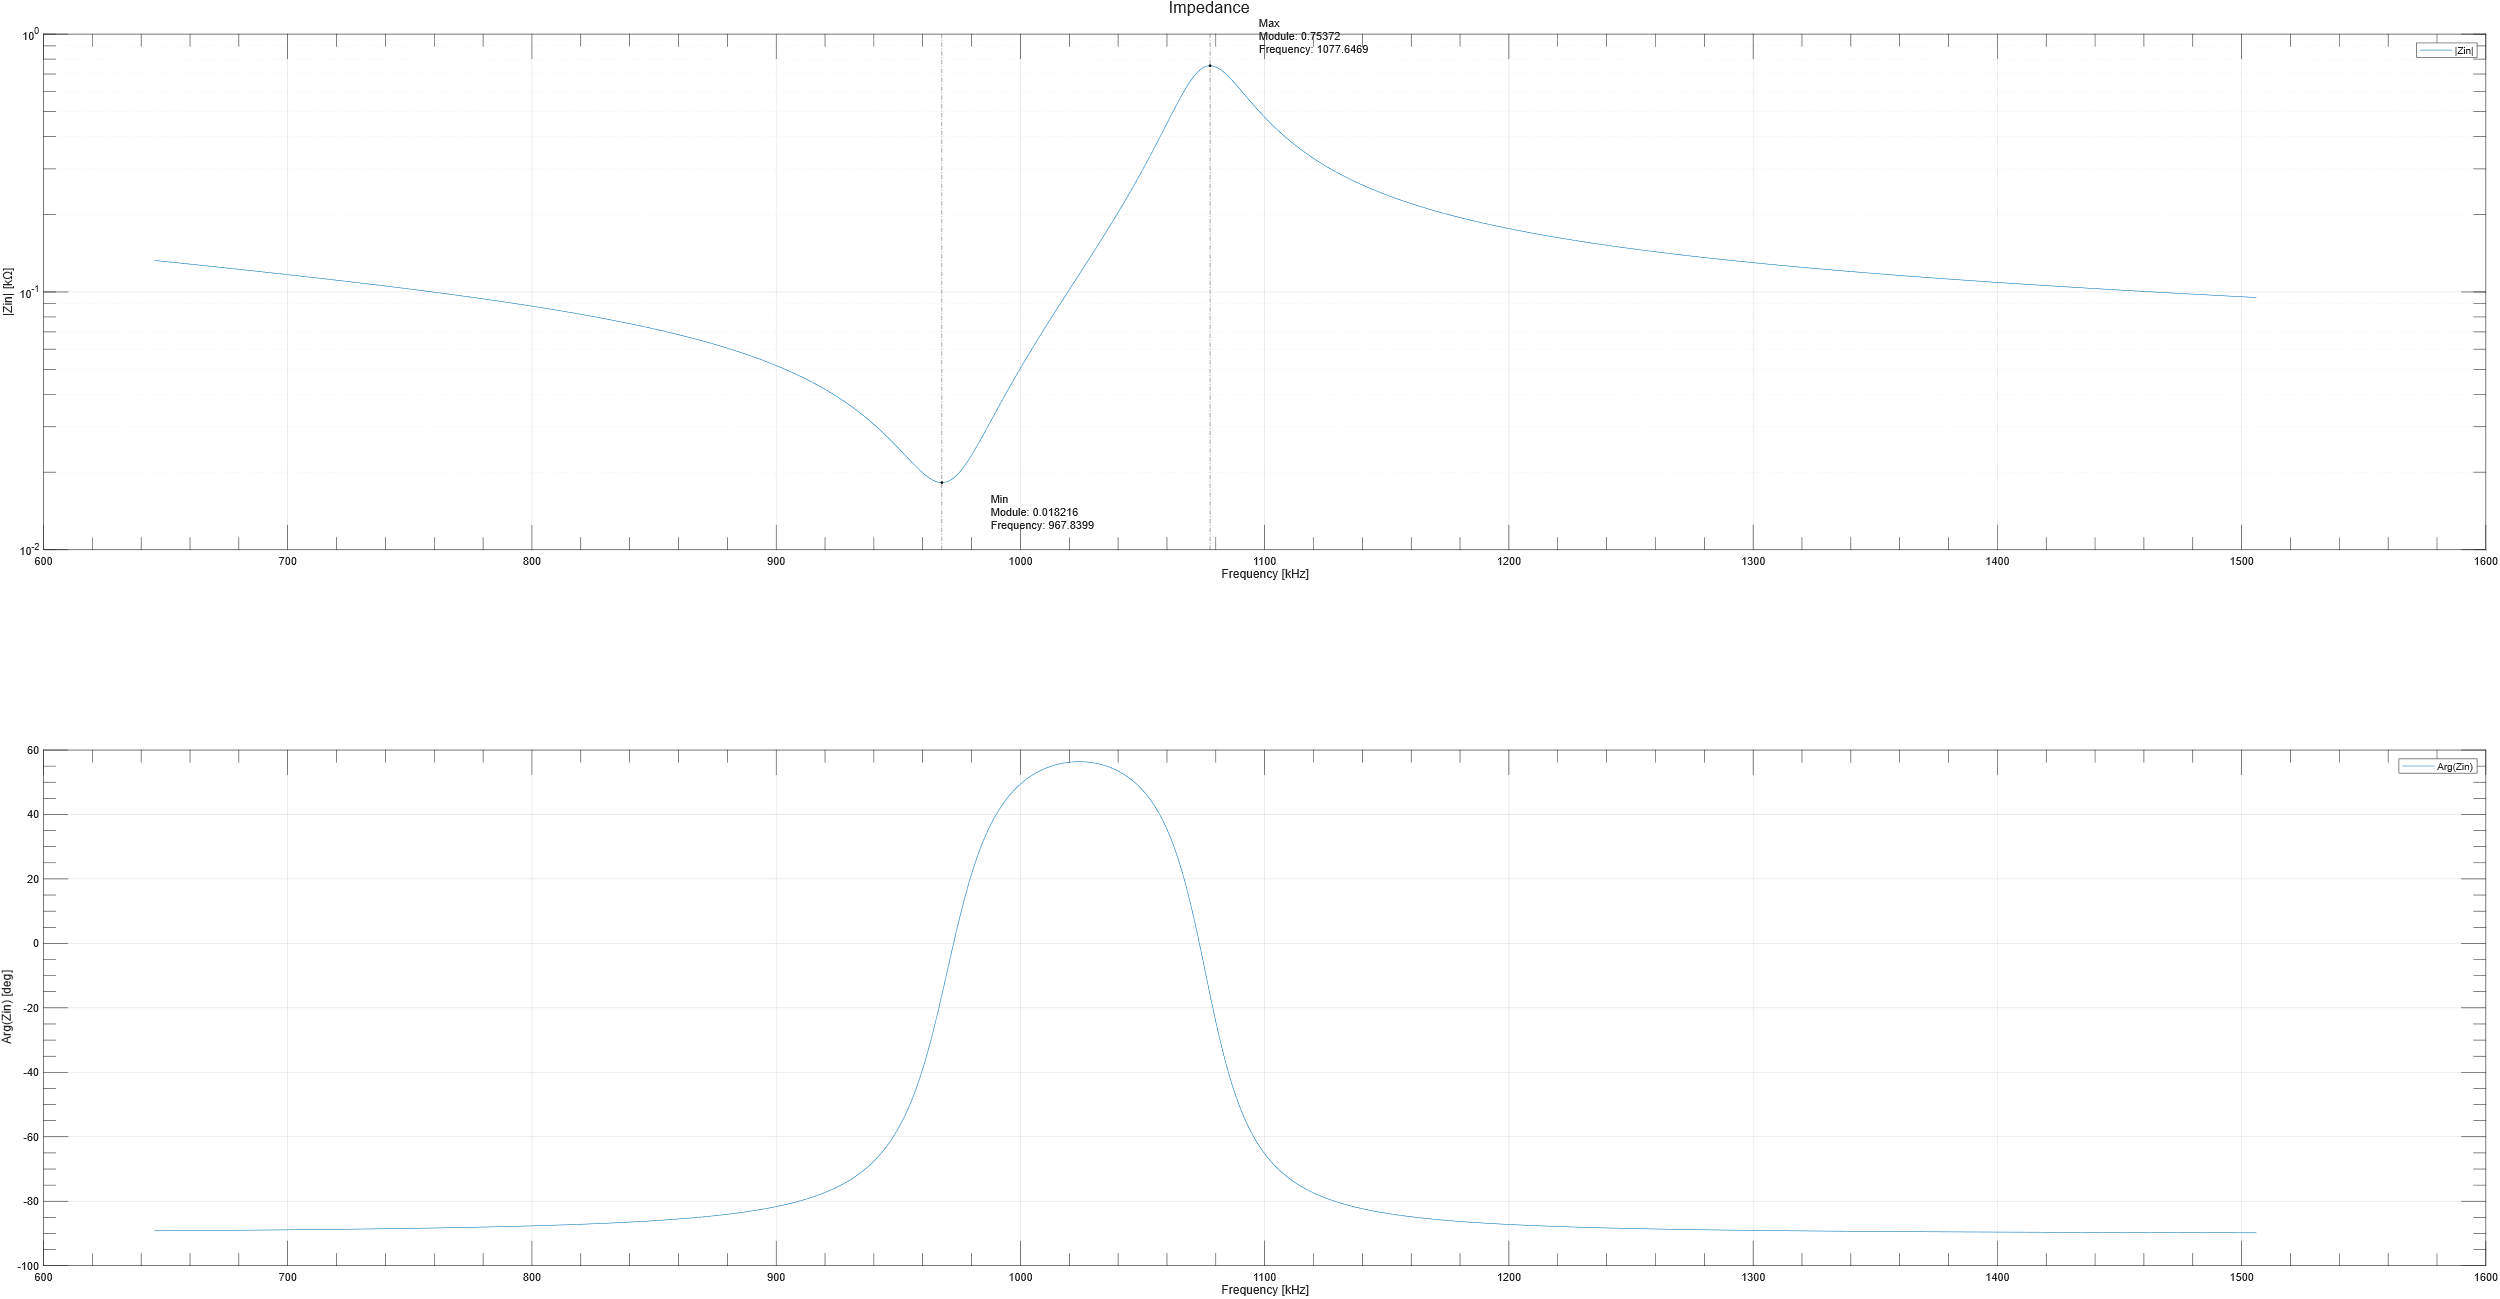 Impedance
Max
Module: 0.75372
Frequency: 1077.6469
|Zin|
10^0
10^-1
10^-2
|Zin| [kΩ]
Min
Module: 0.018216
Frequency: 967.8399
600 700 800 900 1000 1100 1200 1300 1400 1500 1600
Frequency [kHz]
Arg(Zin)
60
40
20
0
-20
-40
-60
-80
-100
Arg(Zin) [deg]
600 700 800 900 1000 1100 1200 1300 1400 1500 1600
Frequency [kHz]